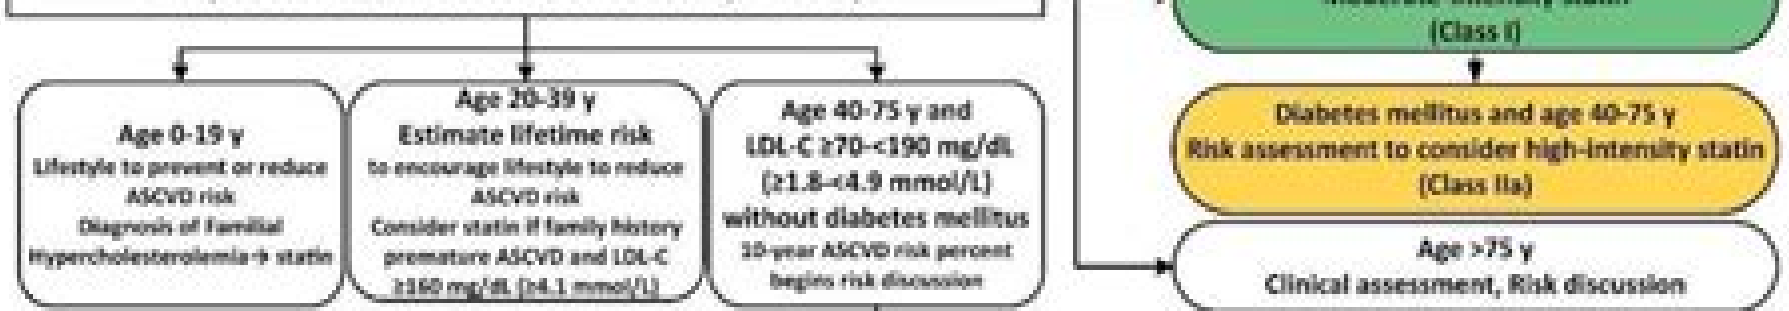 (Class I)
Age 0-19 y
Lifestyle to prevent or reduce
ASCVD risk
Diagnosis of Familial
Hypercholesterolemia→ statin
Age 20-39 y
Estimate lifetime risk
to encourage lifestyle to reduce
ASCVD risk
Consider statin if family history
premature ASCVD and LDL-C
≥160 mg/dL (≥4.1 mmol/L)
Age 40-75 y and
LDL-C ≥70-<190 mg/dL
(≥1.8-<4.9 mmol/L)
without diabetes mellitus
10-year ASCVD risk percent
begins risk discussion
Diabetes mellitus and age 40-75 y
Risk assessment to consider high-intensity statin
(Class IIa)
Age >75 y
Clinical assessment, Risk discussion